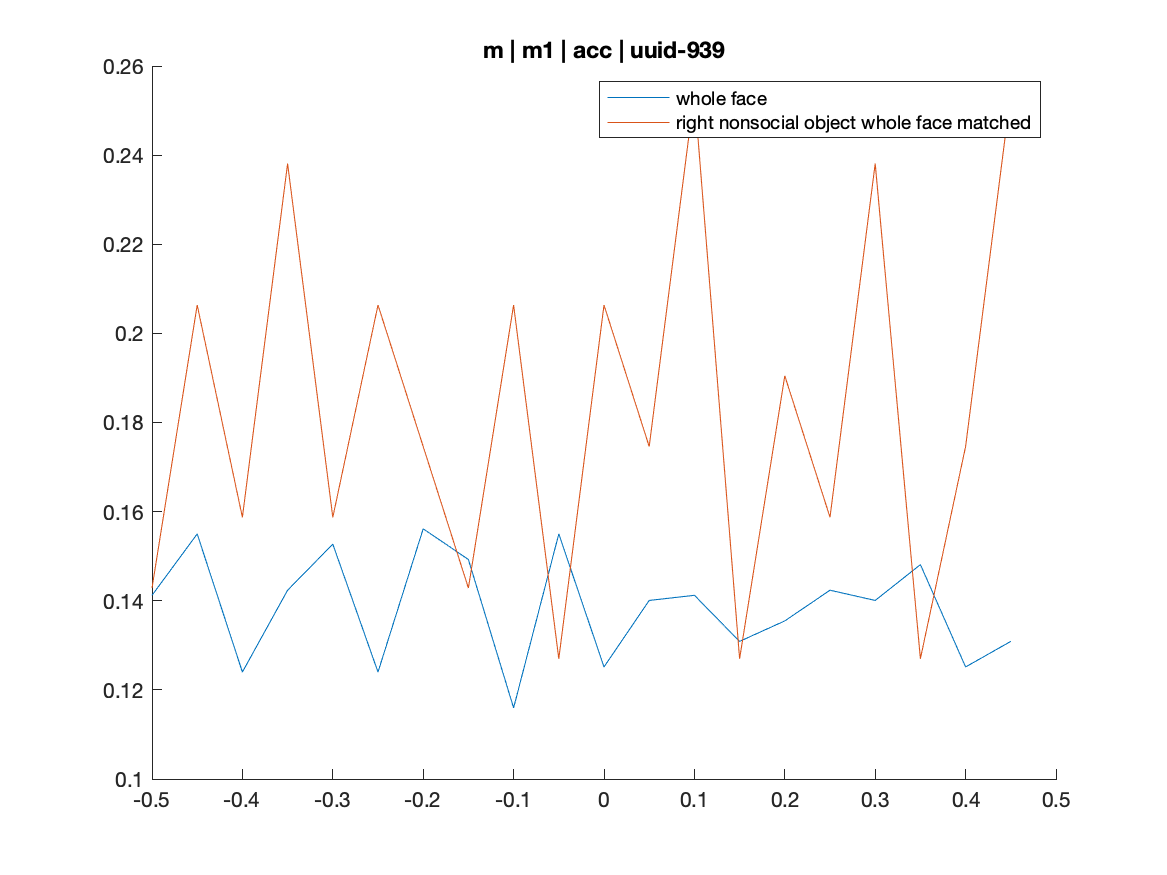 m | m1 | acc | uuid-939
0.26
whole face
right nonsocial object whole face matched
0.24
0.22
0.2
0.18
0.16
0.14
0.12
0.1
-0.5 -0.4 -0.3 -0.2 -0.1 0 0.1 0.2 0.3 0.4 0.5